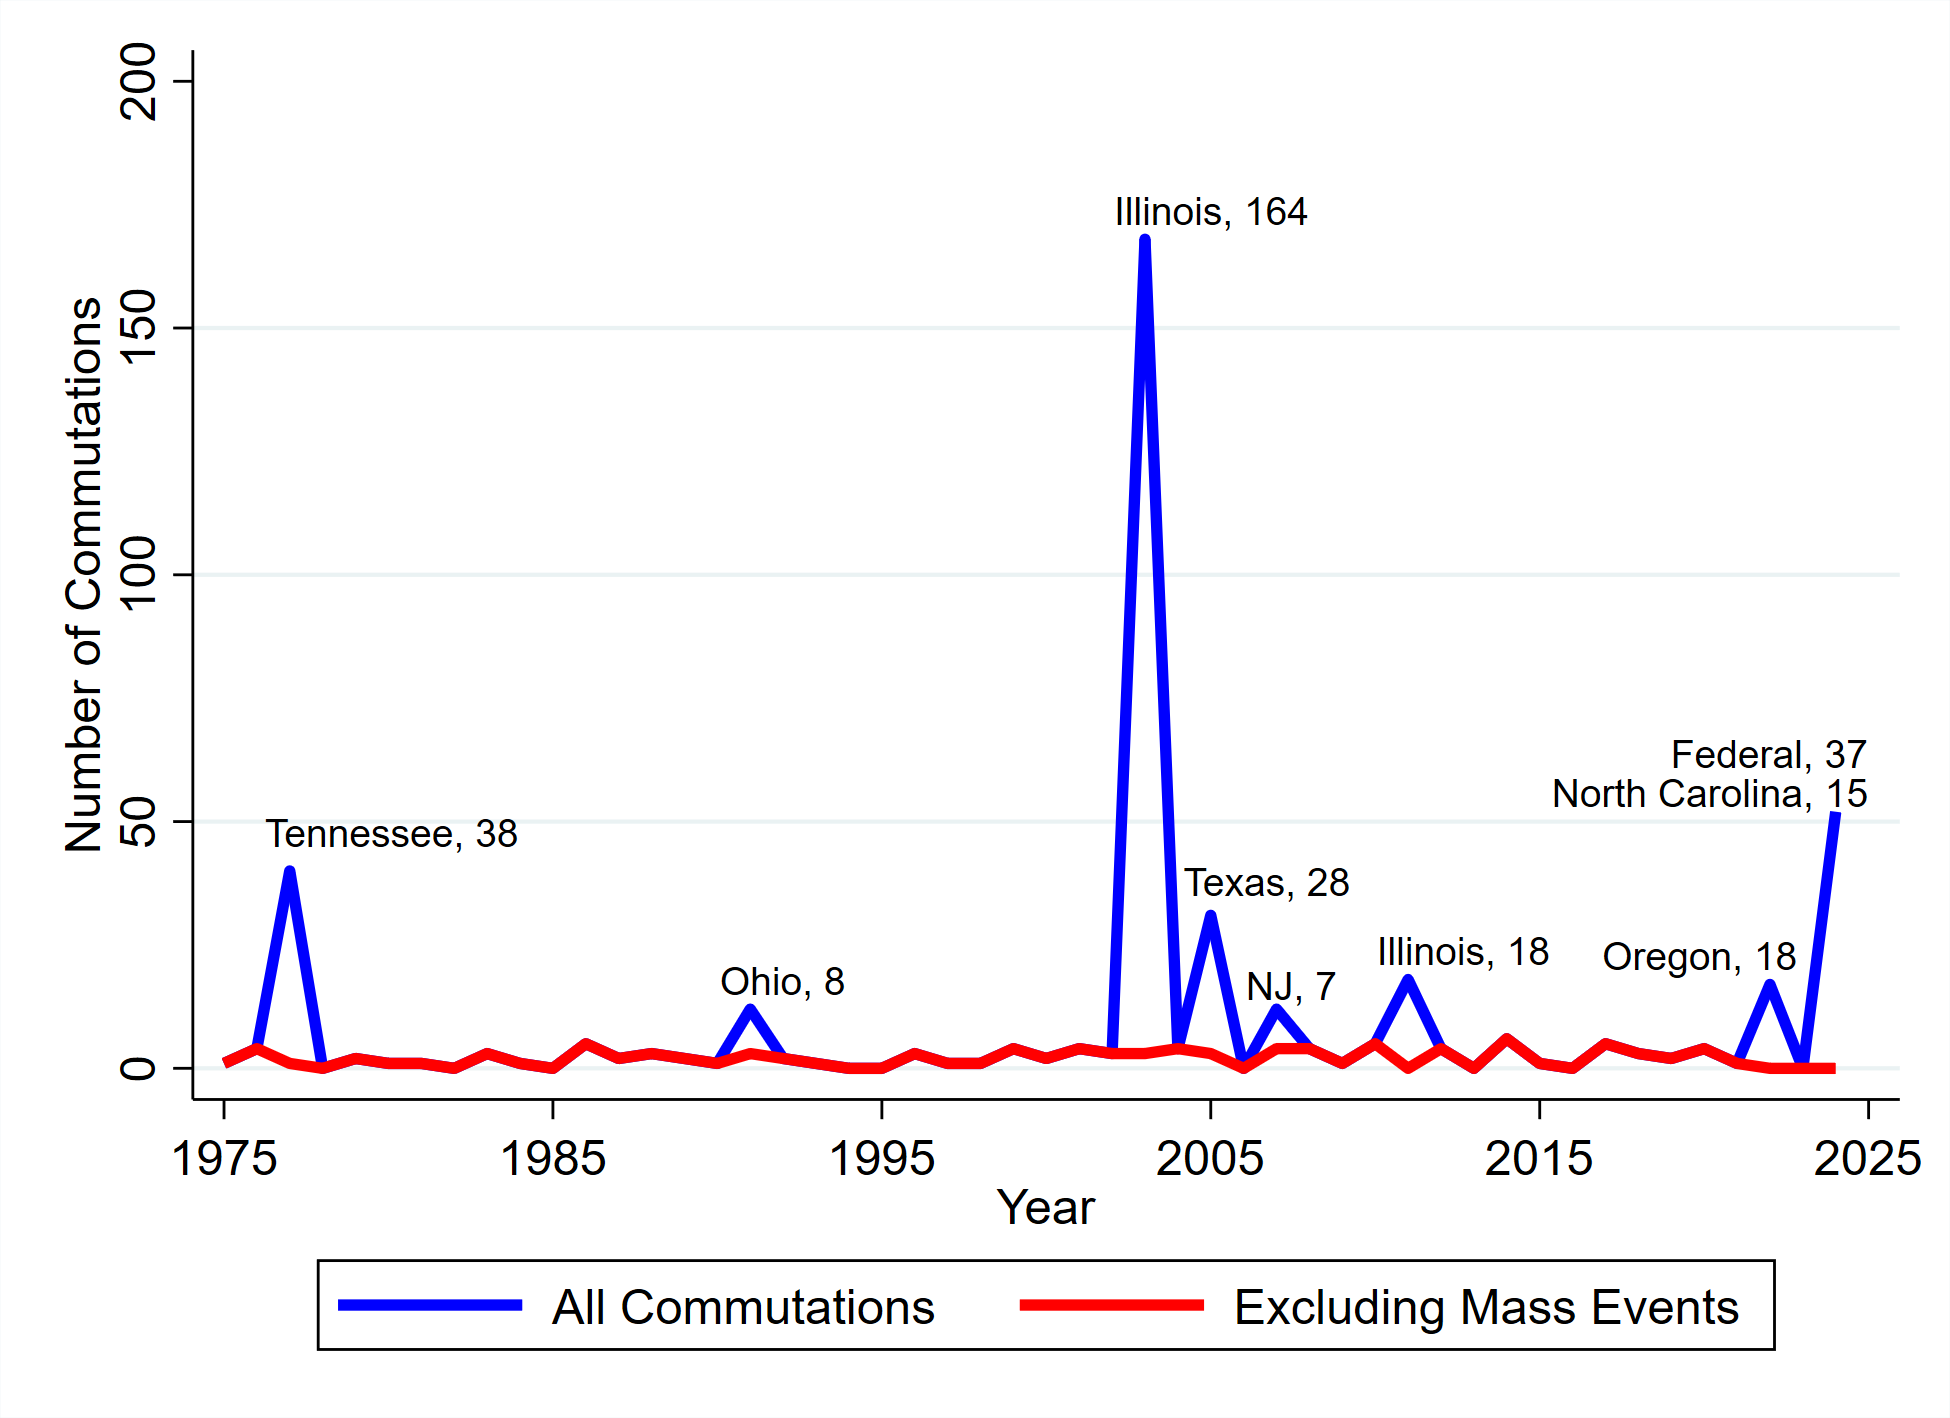 200
150
100
50
0
Number of Commutations
Illinois, 164
Federal, 37
North Carolina, 15
Tennessee, 38
Texas, 28
Illinois, 18
Oregon, 18
Ohio, 8
NJ, 7
1975 1985 1995 2005 2015 2025
Year
All Commutations Excluding Mass Events